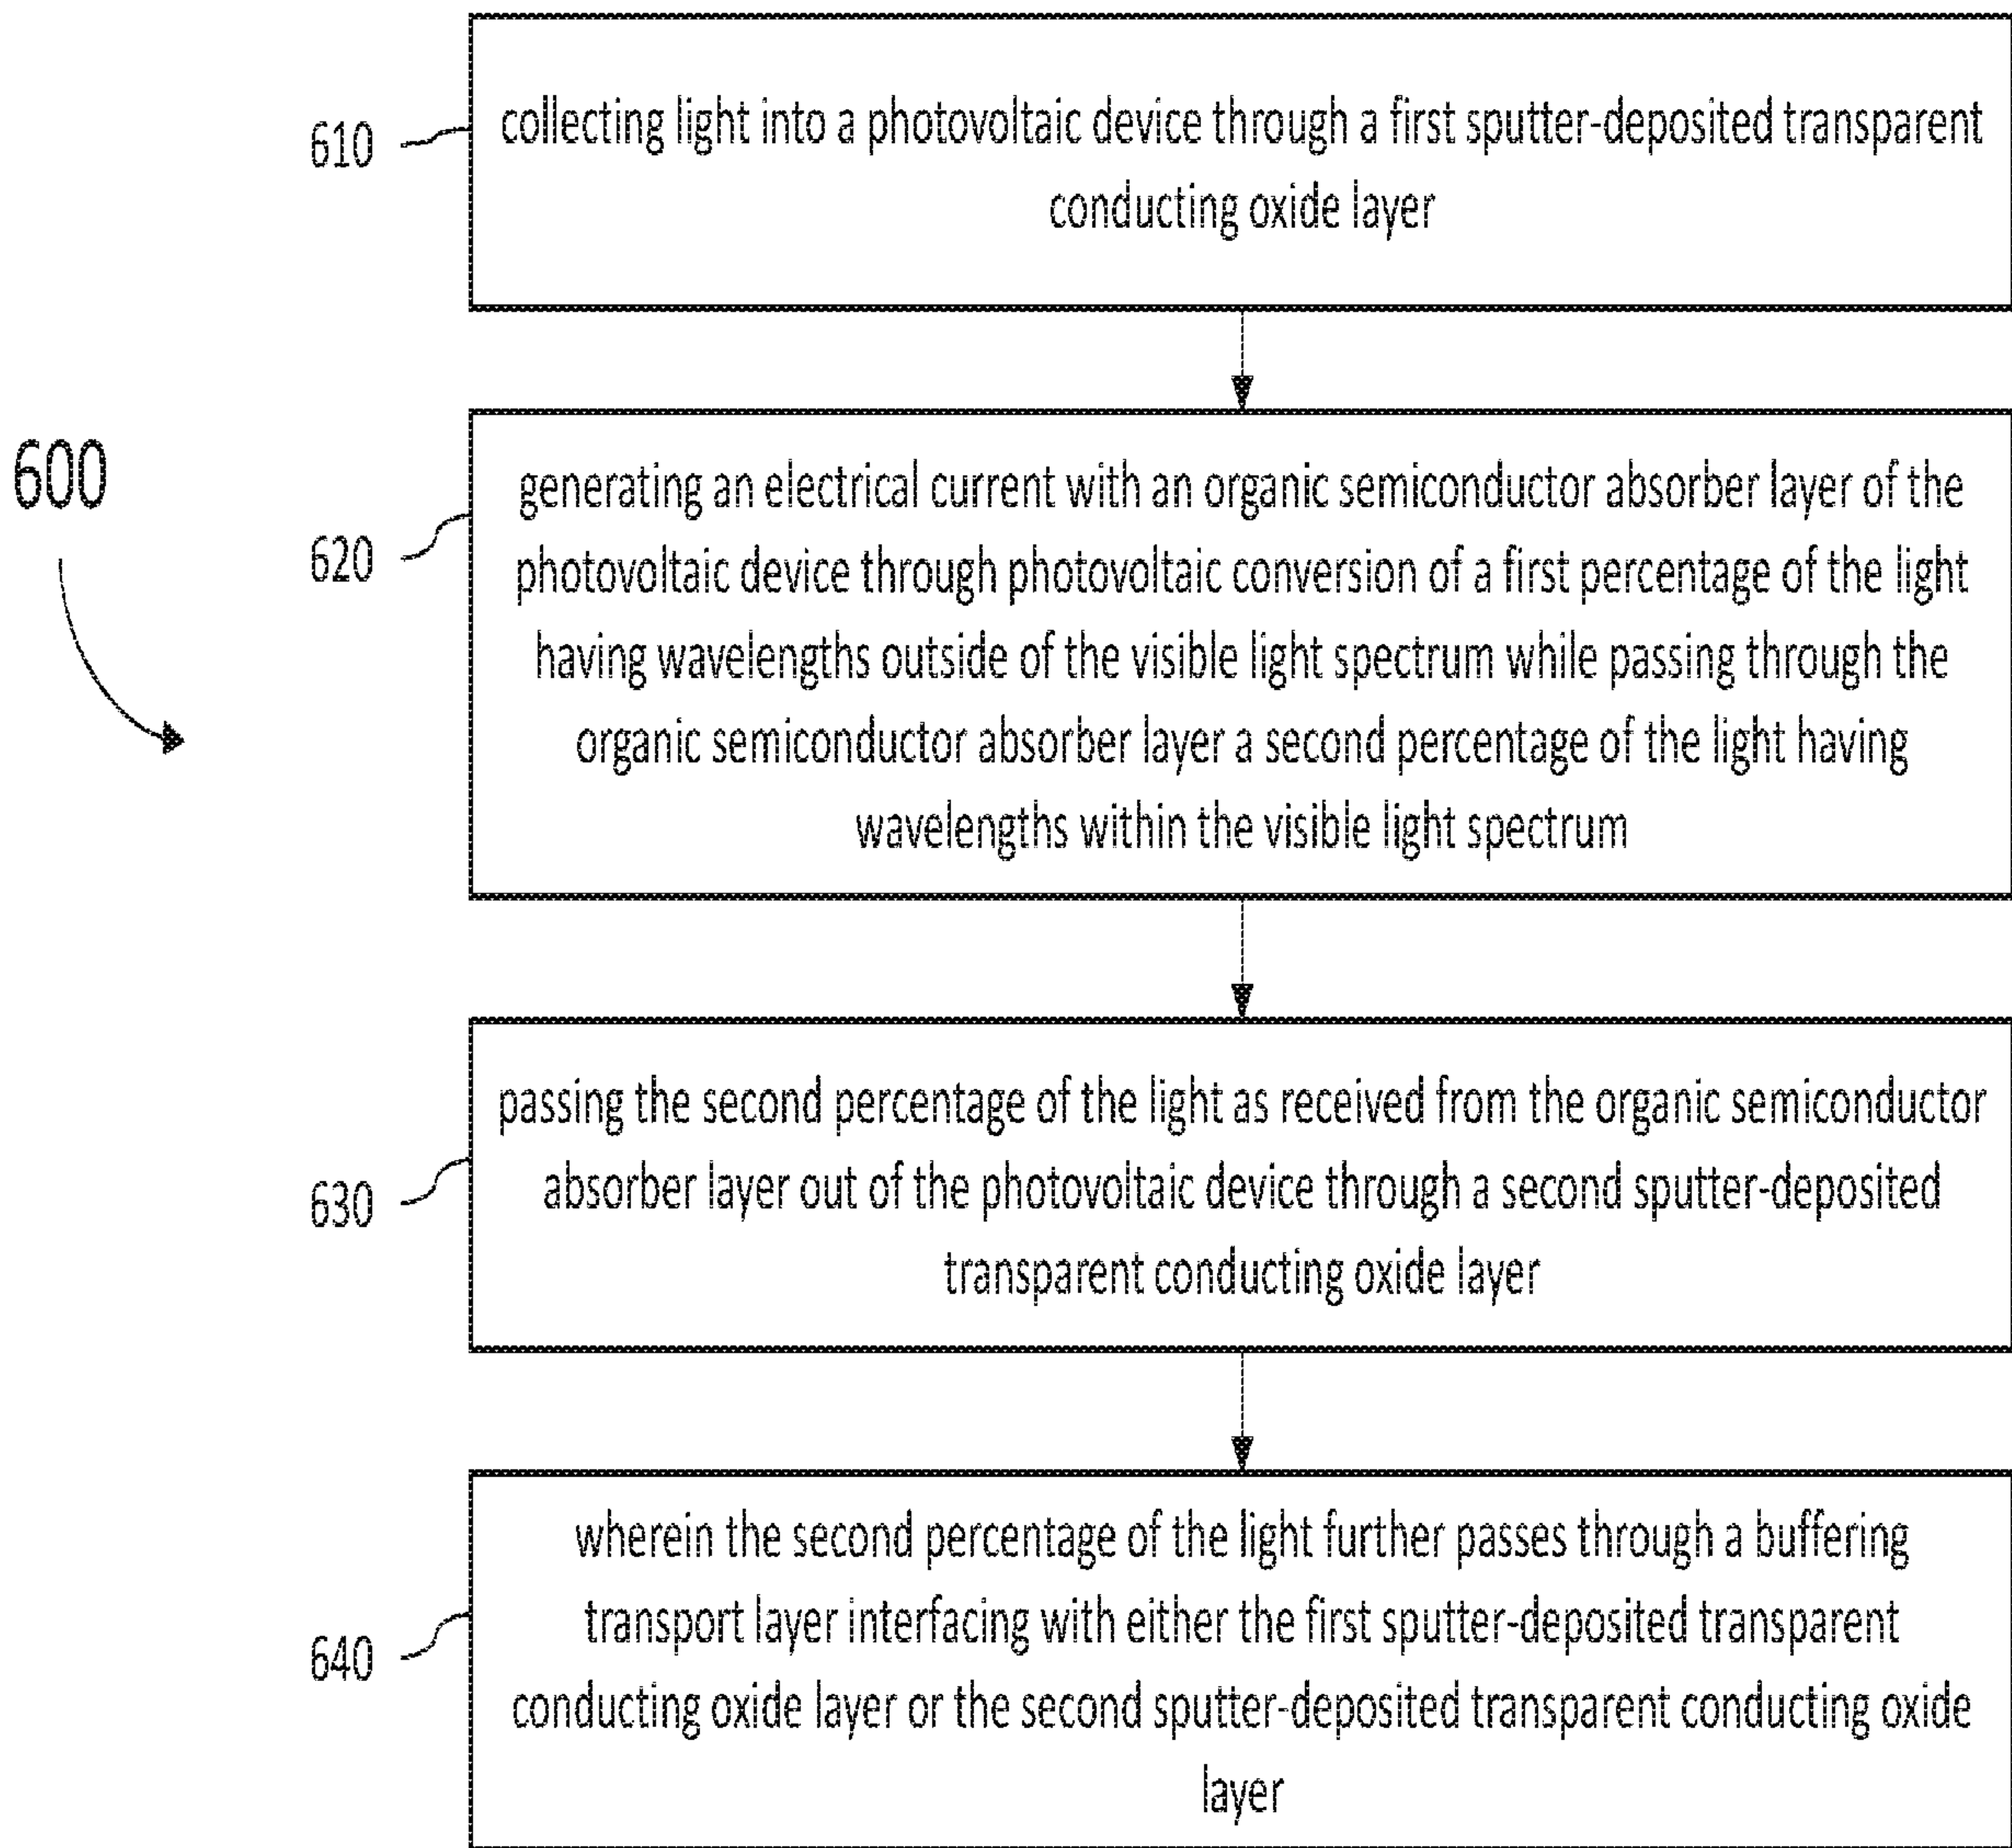 610
collecting light into a photovoltaic device through a first sputter-deposited transparent
conducting oxide layer
600
620
generating an electrical current with an organic semiconductor absorber layer of the
photovoltaic device through photovoltaic conversion of a first percentage of the light
having wavelengths outside of the visible light spectrum while passing through the
organic semiconductor absorber layer a second percentage of the light having
wavelengths within the visible light spectrum
630
passing the second percentage of the light as received from the organic semiconductor
absorber layer out of the photovoltaic device through a second sputter-deposited
transparent conducting oxide layer
640
wherein the second percentage of the light further passes through a buffering
transport layer interfacing with either the first sputter-deposited transparent
conducting oxide layer or the second sputter-deposited transparent conducting oxide
layer